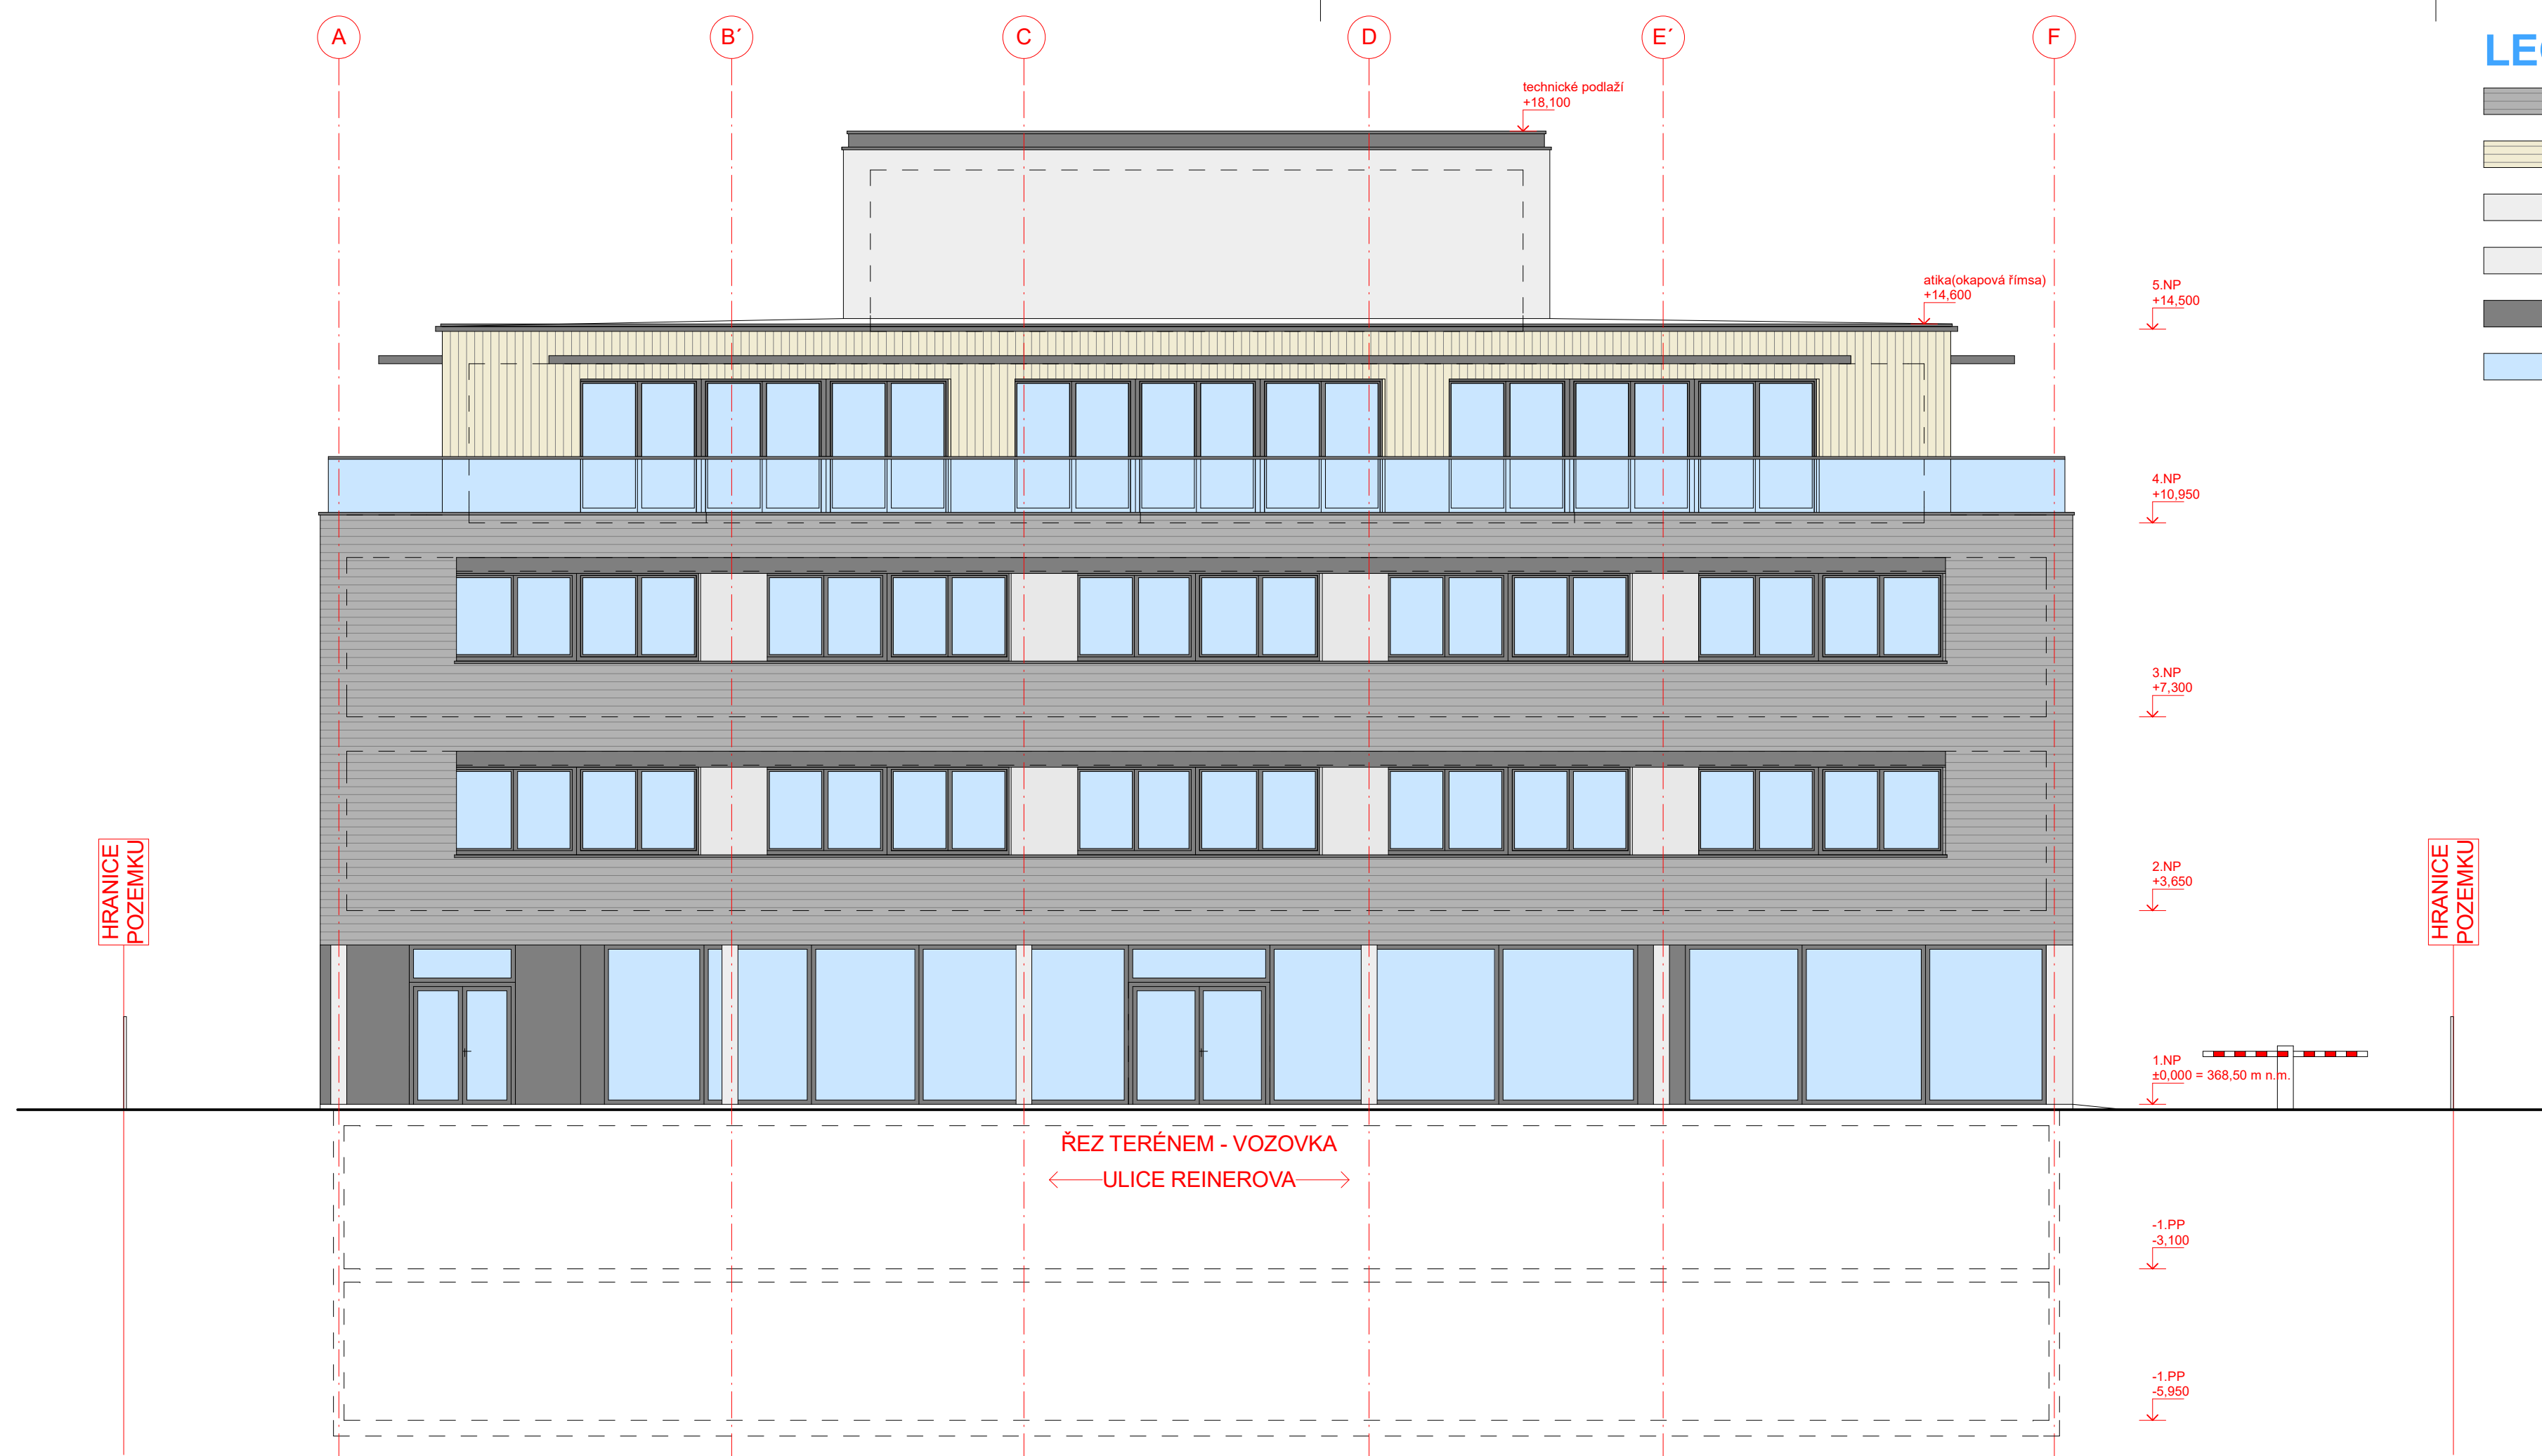 A
B´
C
D
E´
F
LE
technické podlaží
+18,100
atika(okapová římsa)
+14,600
5.NP
+14,500
4.NP
+10,950
3.NP
+7,300
2.NP
+3,650
HRANICE
POZEMKU
HRANICE
POZEMKU
1.NP
±0,000 = 368,50 m n.m.
ŘEZ TERÉNEM - VOZOVKA
ULICE REINEROVA
-1.PP
-3,100
-1.PP
-5,950